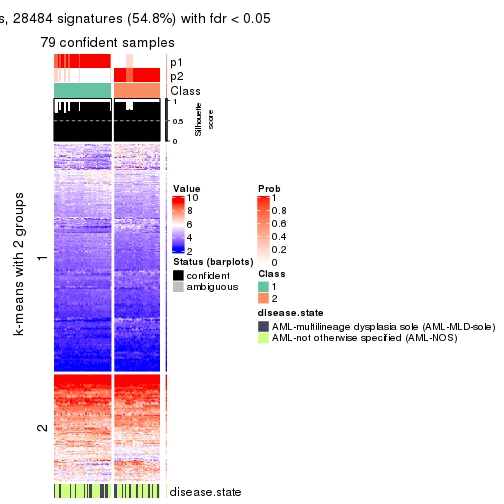 s, 28484 signatures (54.8%) with fdr < 0.05
79 confident samples
p1
p2
Class
1
0.5
0
Silhouette
score
k-means with 2 groups
1
2
Value
10
8
6
4
2
Status (barplots)
confident
ambiguous
Prob
1
0.8
0.6
0.4
0.2
0
Class
1
2
disease.state
AML-multilineage dysplasia sole (AML-MLD-sole)
AML-not otherwise specified (AML-NOS)
disease.state